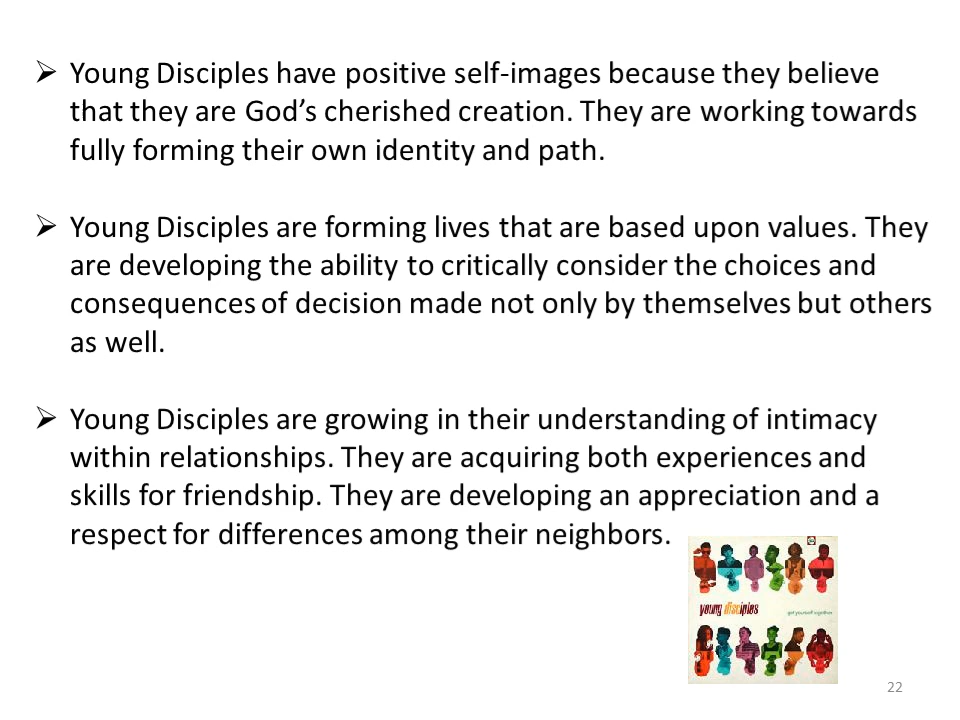 ➢ Young Disciples have positive self-images because they believe
that they are God’s cherished creation. They are working towards
fully forming their own identity and path.
➢ Young Disciples are forming lives that are based upon values. They
are developing the ability to critically consider the choices and
consequences of decision made not only by themselves but others
as well.
➢ Young Disciples are growing in their understanding of intimacy
within relationships. They are acquiring both experiences and
skills for friendship. They are developing an appreciation and a
respect for differences among their neighbors.
young disciples
get yourself together
22